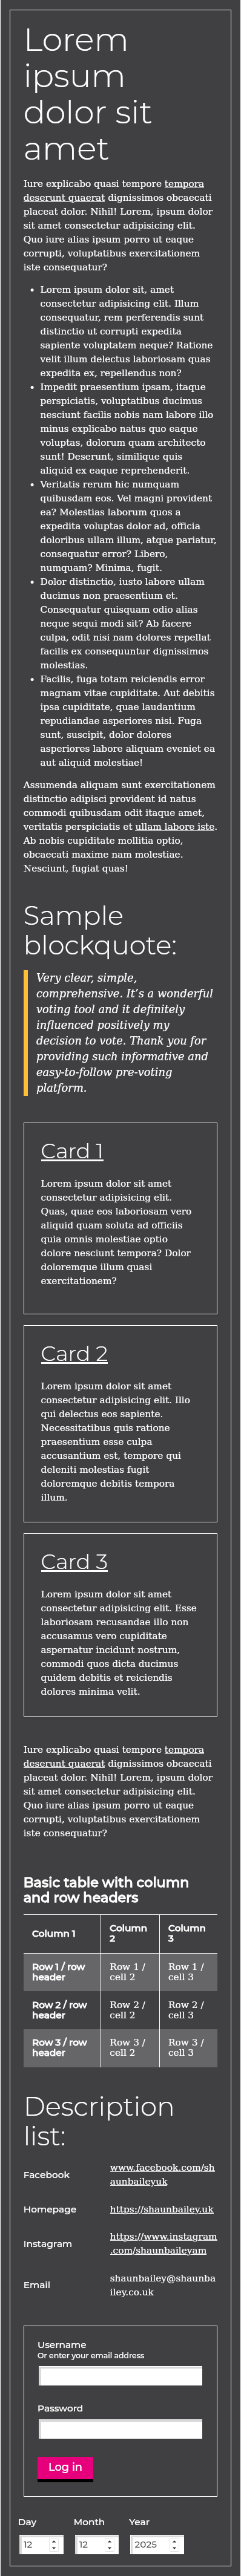 Lorem
ipsum
dolor sit
amet
Iure explicabo quasi tempore tempora
deserunt quaerat dignissimos obcaecati
placeat dolor. Nihil! Lorem, ipsum dolor
sit amet consectetur adipisicing elit.
Quo iure alias ipsum porro ut eaque
corrupti, voluptatibus exercitationem
iste consequatur?
• Lorem ipsum dolor sit, amet
consectetur adipisicing elit. Illum
consequatur, rem perferendis sunt
distinctio ut corrupti expedita
sapiente voluptatem neque? Ratione
velit illum delectus laboriosam quas
expedita ex, repellendus non?
• Impedit praesentium ipsam, itaque
perspiciatis, voluptatibus ducimus
nesciunt facilis nobis nam labore illo
minus explicabo natus quo eaque
voluptas, dolorum quam architecto
sunt! Deserunt, similique quis
aliquid ex eaque reprehenderit.
• Veritatis rerum hic numquam
quibusdam eos. Vel magni provident
ea? Molestias laborum quos a
expedita voluptas dolor ad, officia
doloribus ullam illum, atque pariatur,
consequatur error? Libero,
numquam? Minima, fugit.
• Dolor distinctio, iusto labore ullam
ducimus non praesentium et.
Consequatur quisquam odio alias
neque sequi modi sit? Ab facere
culpa, odit nisi nam dolores repellat
facilis ex consequuntur dignissimos
molestias.
• Facilis, fuga totam reiciendis error
magnam vitae cupiditate. Aut debitis
ipsa cupiditate, quae laudantium
repudiandae asperiores nisi. Fuga
sunt, suscipit, dolor dolores
asperiores labore aliquam eveniet ea
aut aliquid molestiae!
Assumenda aliquam sunt exercitationem
distinctio adipisci provident id natus
commodi quibusdam odit itaque amet,
veritatis perspiciatis et ullam labore iste.
Ab nobis cupiditate mollitia optio,
obcaecati maxime nam molestiae.
Nesciunt, fugiat quas!
Sample
blockquote:
Very clear, simple,
comprehensive. It's a wonderful
voting tool and it definitely
influenced positively my
decision to vote. Thank you for
providing such informative and
easy-to-follow pre-voting
platform.
Card 1
Lorem ipsum dolor sit amet
consectetur adipisicing elit.
Quas, quae eos laboriosam vero
aliquid quam soluta ad officiis
quia omnis molestiae optio
dolore nesciunt tempora? Dolor
doloremque illum quasi
exercitationem?
Card 2
Lorem ipsum dolor sit amet
consectetur adipisicing elit. Illo
qui delectus eos sapiente.
Necessitatibus quis ratione
praesentium esse culpa
accusantium est, tempore qui
deleniti molestias fugit
doloremque debitis tempora
illum.
Card 3
Lorem ipsum dolor sit amet
consectetur adipisicing elit. Esse
laboriosam recusandae illo non
accusamus vero cupiditate
aspernatur incidunt nostrum,
commodi quos dicta ducimus
quidem debitis et reiciendis
dolores minima velit.
Iure explicabo quasi tempore tempora
deserunt quaerat dignissimos obcaecati
placeat dolor. Nihil! Lorem, ipsum dolor
sit amet consectetur adipisicing elit.
Quo iure alias ipsum porro ut eaque
corrupti, voluptatibus exercitationem
iste consequatur?
Basic table with column
and row headers
Column 1 Column 2 Column 3
Row 1 / row header Row 1 / cell 2 Row 1 / cell 3
Row 2 / row header Row 2 / cell 2 Row 2 / cell 3
Row 3 / row header Row 3 / cell 2 Row 3 / cell 3
Description
list:
Facebook www.facebook.com/shaunbaileyuk
Homepage https://shaunbailey.uk
Instagram https://www.instagram.com/shaunbaileyam
Email shaunbailey@shaunbailey.co.uk
Username
Or enter your email address
Password
Log in
Day Month Year
12 12 2025